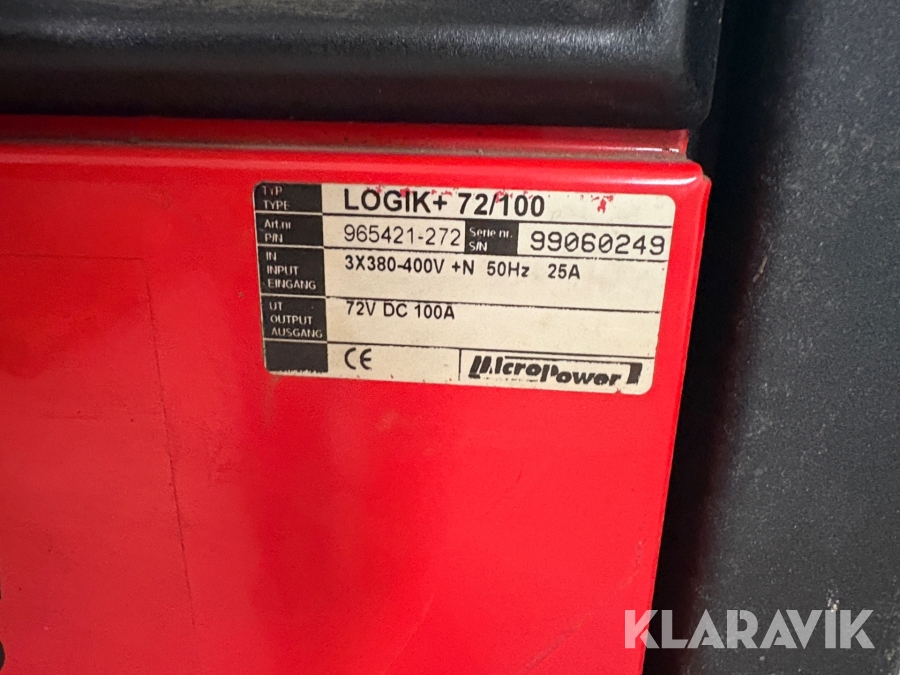 TYP
TYPE
LOGIK+ 72/100
Art.nr
P/N
965421-272
Serie nr.
S/N
99060249
IN
INPUT
EINGANG
3X380-400V +N 50Hz 25A
UT
OUTPUT
AUSGANG
72V DC 100A
CE
MicroPower
KLARAVIK